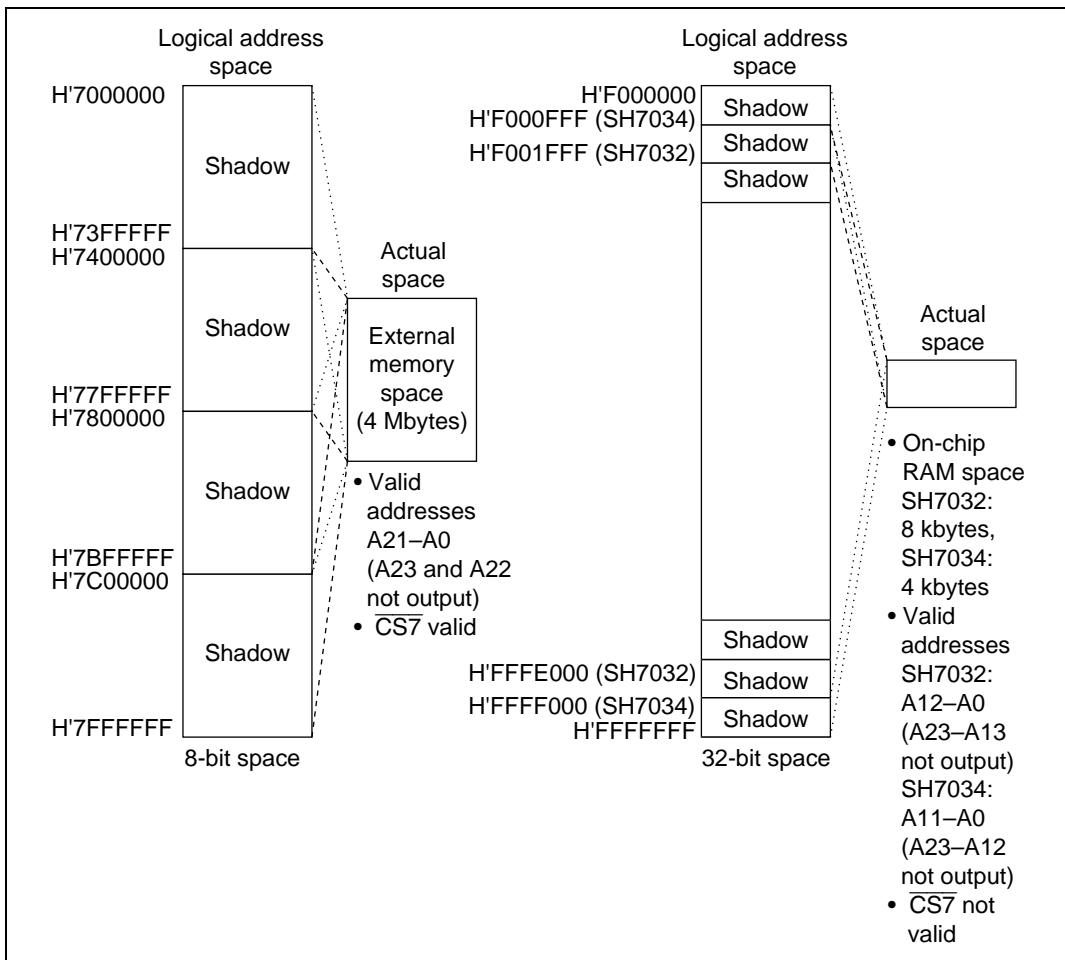 Logical address
space
H'7000000
Shadow
H'73FFFFF
H'7400000
Shadow
H'77FFFFF
H'7800000
Shadow
H'7BFFFFF
H'7C00000
Shadow
H'7FFFFFF
8-bit space
Actual
space
External
memory
space
(4 Mbytes)
• Valid
addresses
A21–A0
(A23 and A22
not output)
• C̅S̅7̅ valid
Logical address
space
H'F000000
Shadow
H'F000FFF (SH7034)
Shadow
H'F001FFF (SH7032)
Shadow
Shadow
H'FFFE000 (SH7032)
Shadow
H'FFFF000 (SH7034)
Shadow
H'FFFFFFF
32-bit space
Actual
space
• On-chip
RAM space
SH7032:
8 kbytes,
SH7034:
4 kbytes
• Valid
addresses
SH7032:
A12–A0
(A23–A13
not output)
SH7034:
A11–A0
(A23–A12
not output)
• C̅S̅7̅ not
valid